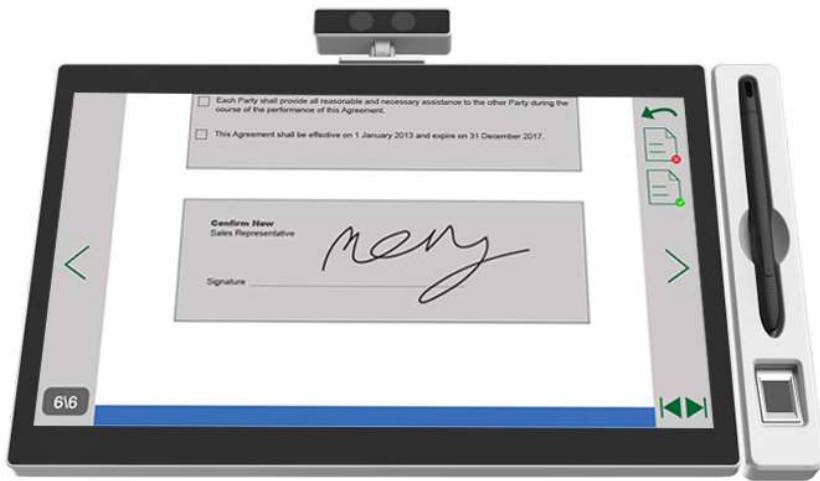 Each Party shall provide all reasonable and necessary assistance to the other Party during the
course of the performance of this Agreement.
This Agreement shall be effective on 1 January 2013 and expire on 31 December 2017.
Confirm New
Sales Representative
Signature
6\6